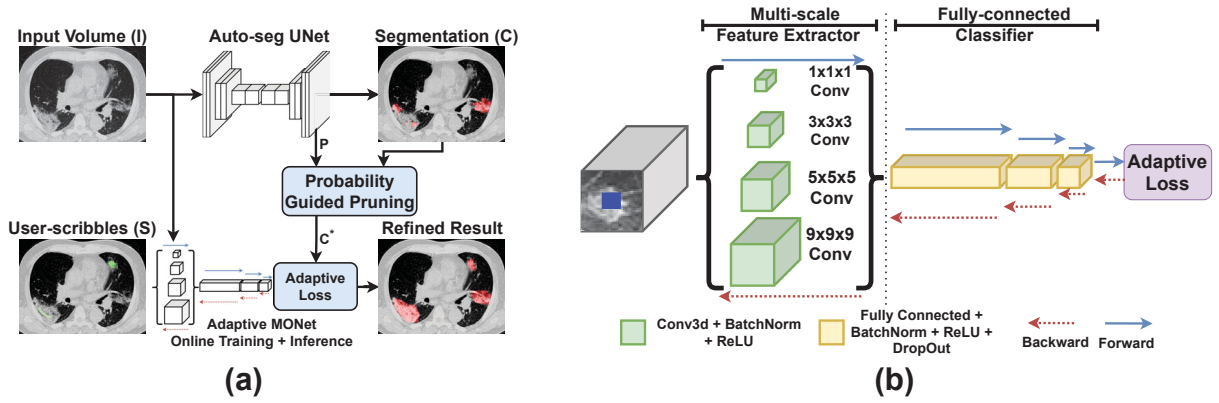 Input Volume (I)
Auto-seg UNet
Segmentation (C)
P
Probability
Guided Pruning
User-scribbles (S)
C*
Refined Result
Adaptive
Loss
Adaptive MONet
Online Training + Inference
(a)
Multi-scale
Feature Extractor
Fully-connected
Classifier
1x1x1
Conv
3x3x3
Conv
5x5x5
Conv
9x9x9
Conv
Adaptive
Loss
Conv3d + BatchNorm
+ ReLU
Fully Connected +
BatchNorm + ReLU +
DropOut
Backward
Forward
(b)